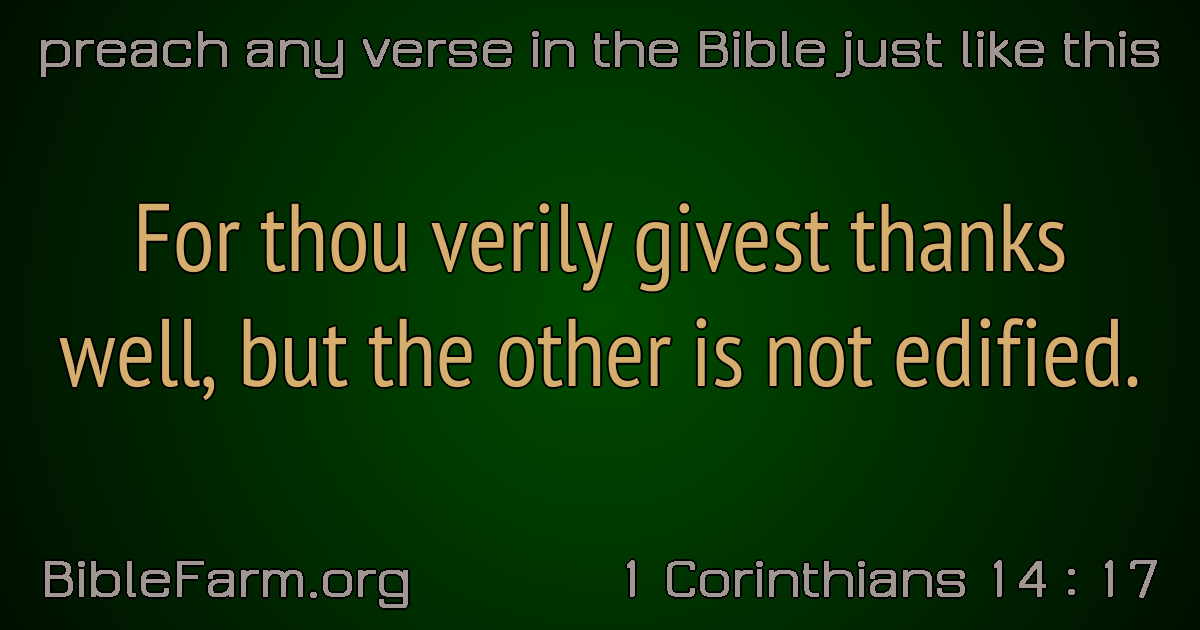 preach any verse in the Bible just like this
For thou verily givest thanks
well, but the other is not edified.
BibleFarm.org
1 Corinthians 14 : 17